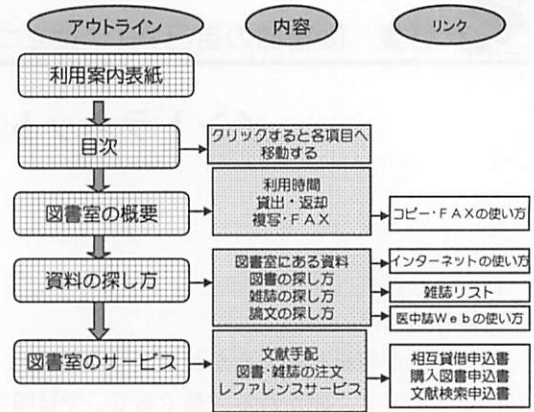 アウトライン
内容
リンク
利用案内表紙
目次
クリックすると各項目へ
移動する
図書室の概要
利用時間
貸出・返却
複写・FAX
コピー・FAXの使い方
資料の探し方
図書室にある資料
図書の探し方
雑誌の探し方
論文の探し方
インターネットの使い方
雑誌リスト
医中誌Webの使い方
図書室のサービス
文献手配
図書・雑誌の注文
レファレンスサービス
相互貸借申込書
購入図書申込書
文献検索申込書